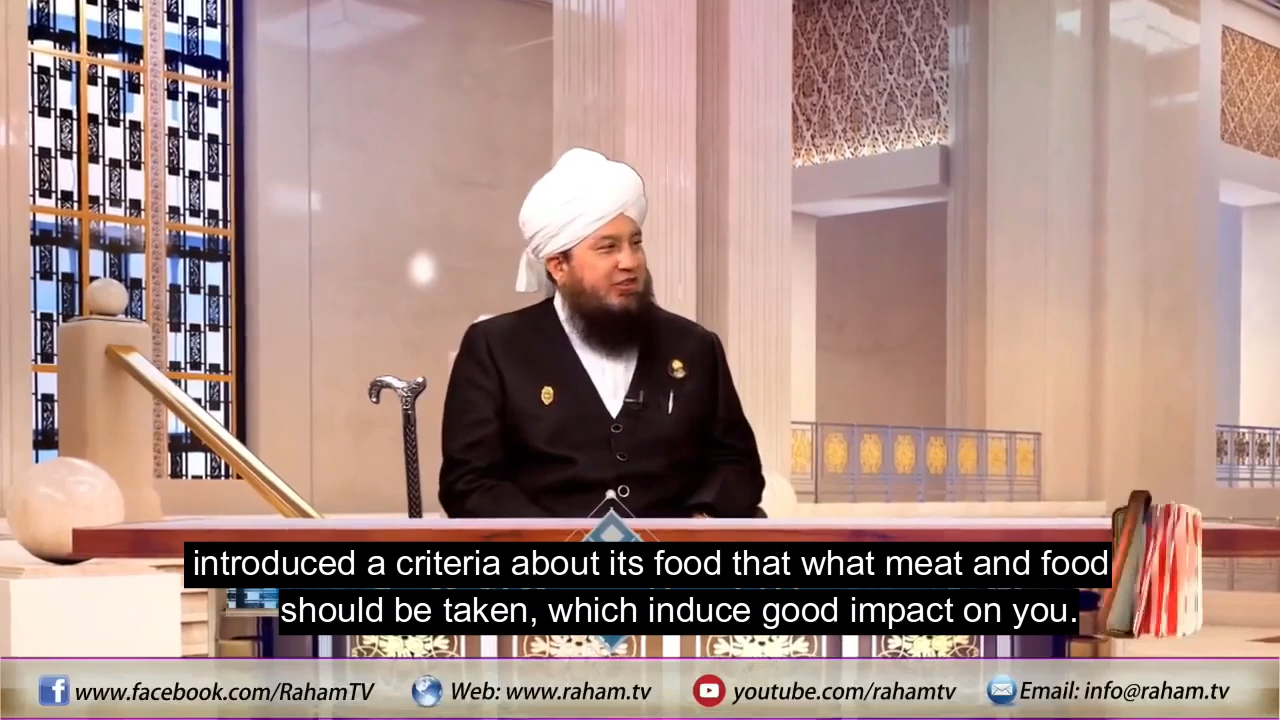 introduced a criteria about its food that what meat and food
should be taken, which induce good impact on you.
www.facebook.com/RahamTV Web: www.raham.tv youtube.com/rahamtv Email: info@raham.tv